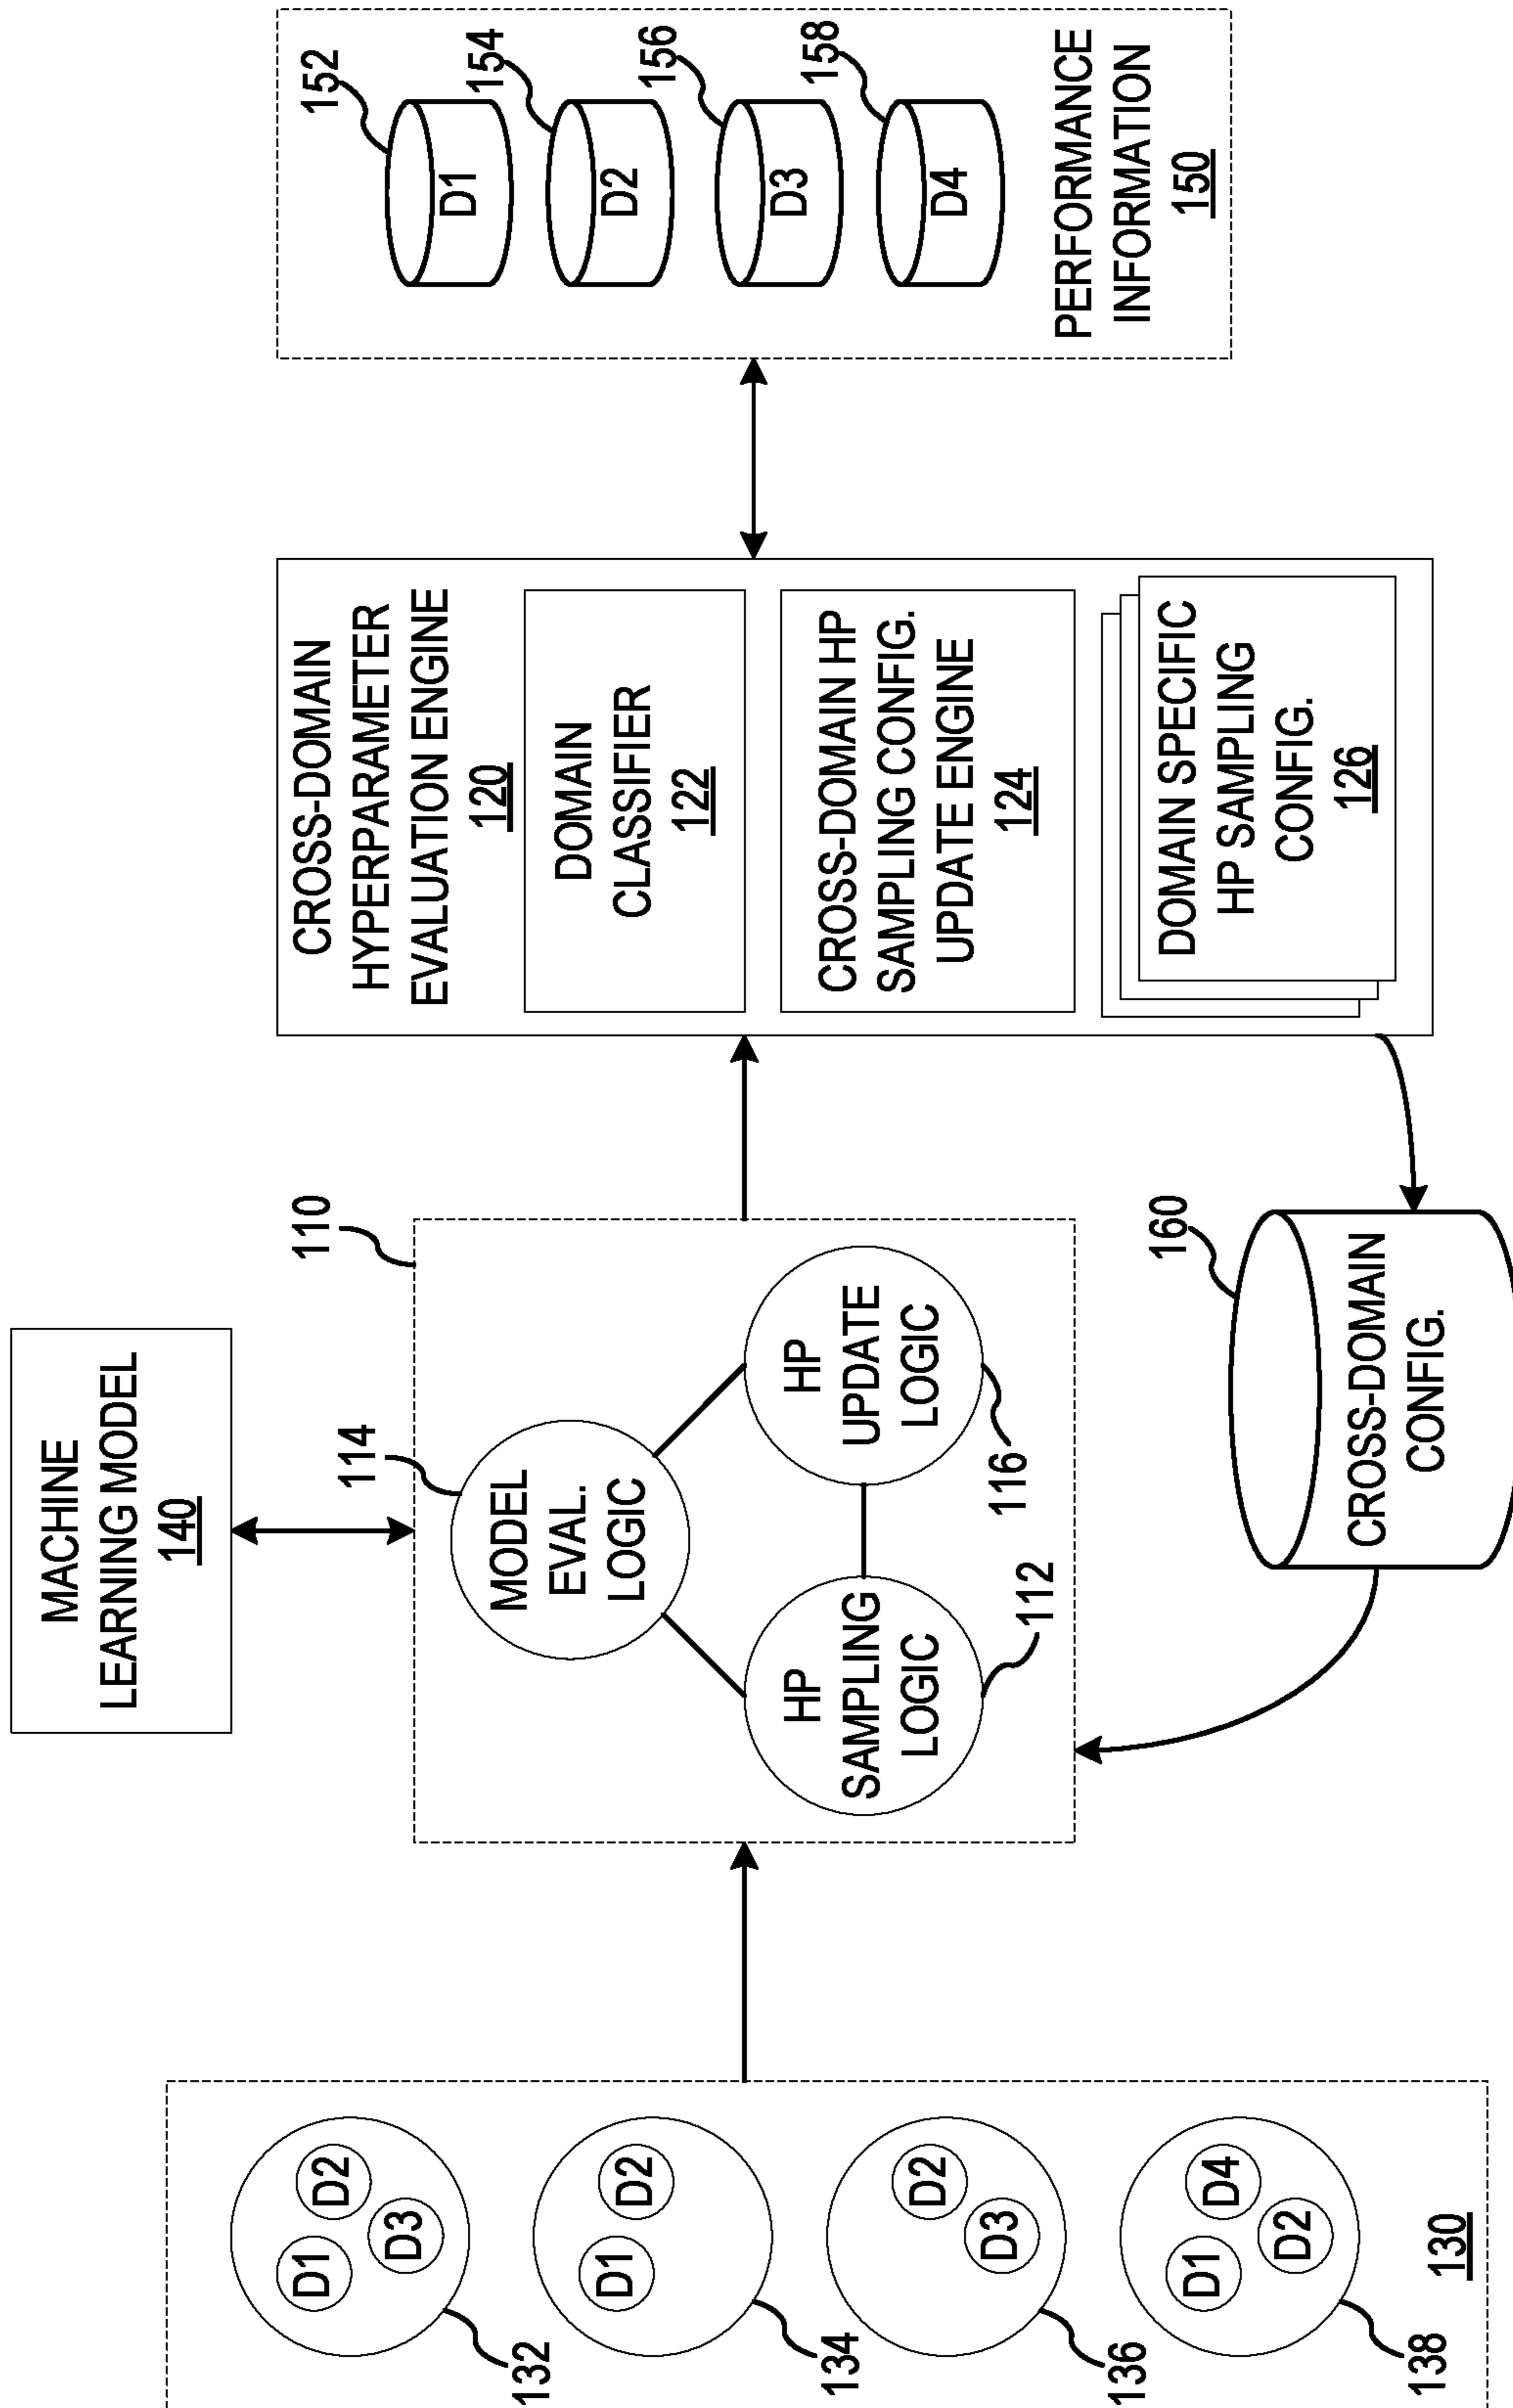 132
D1
D2
D3
134
D1
D2
136
D2
D3
138
D1
D4
D2
130
MACHINE
LEARNING MODEL
140
110
114
MODEL
EVAL.
LOGIC
HP
SAMPLING
LOGIC
112
HP
UPDATE
LOGIC
116
160
CROSS-DOMAIN
CONFIG.
CROSS-DOMAIN
HYPERPARAMETER
EVALUATION ENGINE
120
DOMAIN
CLASSIFIER
122
CROSS-DOMAIN HP
SAMPLING CONFIG.
UPDATE ENGINE
124
DOMAIN SPECIFIC
HP SAMPLING
CONFIG.
126
152
D1
154
D2
156
D3
158
D4
PERFORMANCE
INFORMATION
150